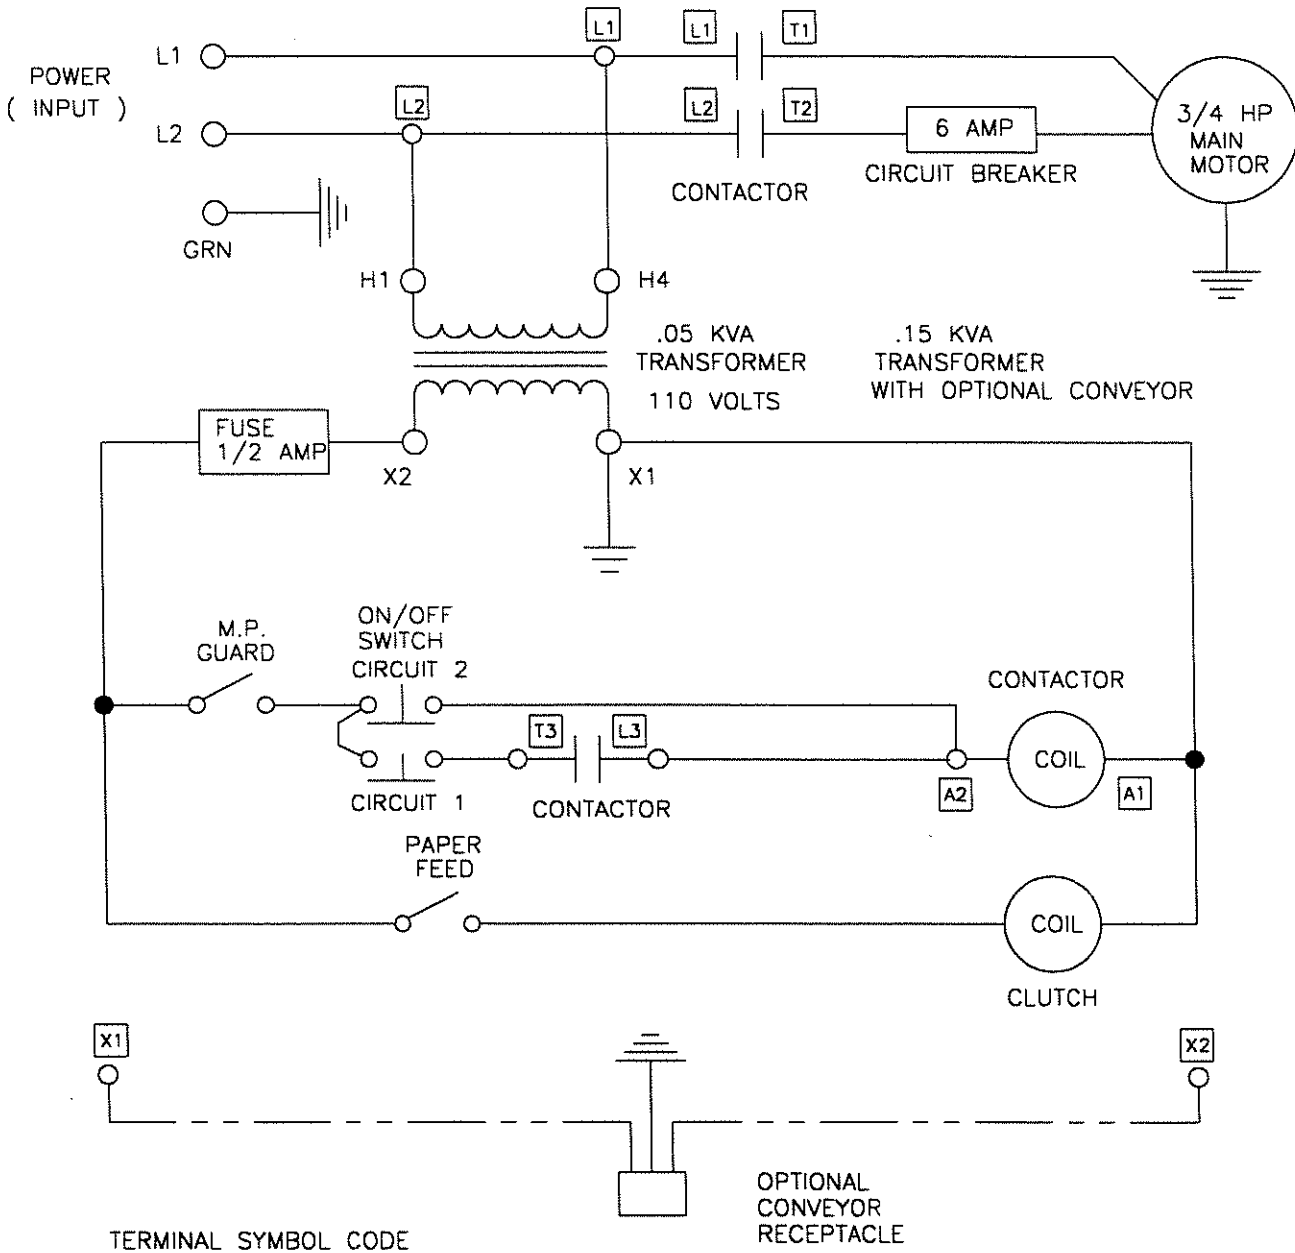 L1
L1
L1
T1
POWER
( INPUT )
L2
L2
L2
T2
6 AMP
CIRCUIT BREAKER
3/4 HP
MAIN
MOTOR
CONTACTOR
GRN
H1
H4
.05 KVA
TRANSFORMER
110 VOLTS
.15 KVA
TRANSFORMER
WITH OPTIONAL CONVEYOR
FUSE
1/2 AMP
X2
X1
M.P.
GUARD
ON/OFF
SWITCH
CIRCUIT 2
CONTACTOR
T3
L3
COIL
A2
A1
CIRCUIT 1
CONTACTOR
PAPER
FEED
COIL
CLUTCH
X1
X2
OPTIONAL
CONVEYOR
RECEPTACLE
TERMINAL SYMBOL CODE